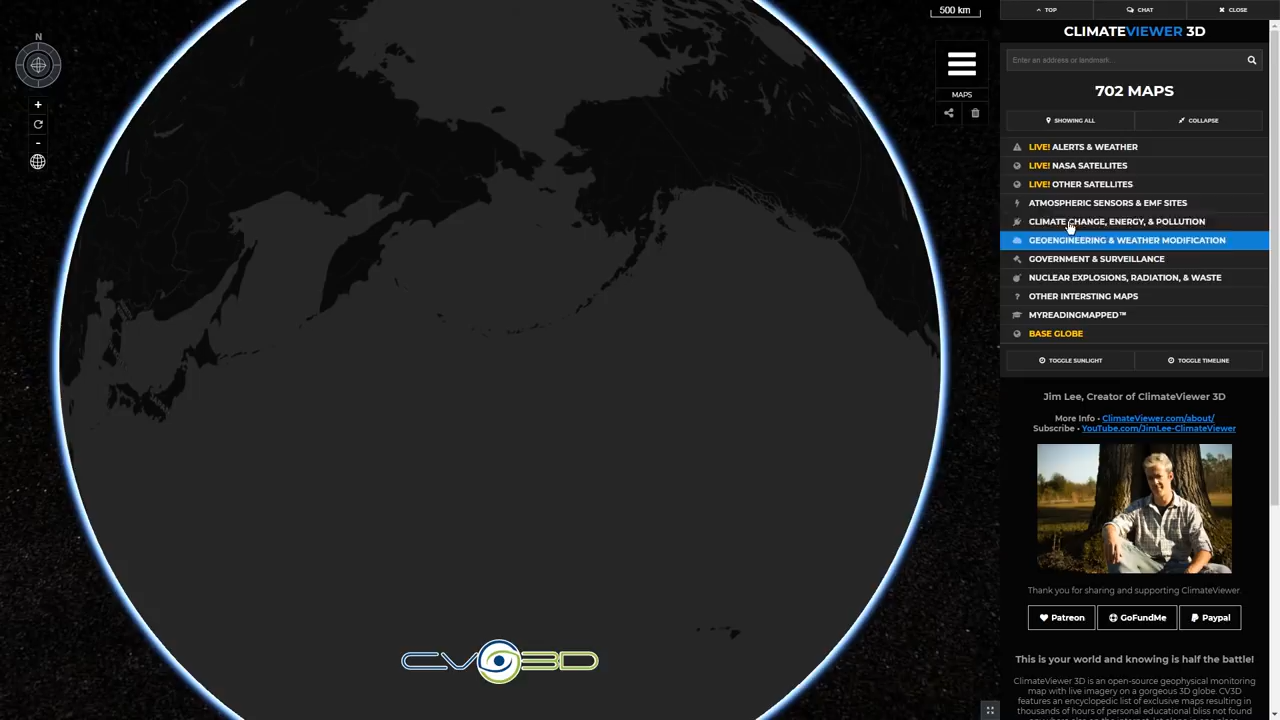 N
500 km
MAPS
TOP
CHAT
CLOSE
CLIMATEVIEWER 3D
Enter an address or landmark...
702 MAPS
SHOWING ALL
COLLAPSE
LIVE! ALERTS & WEATHER
LIVE! NASA SATELLITES
LIVE! OTHER SATELLITES
ATMOSPHERIC SENSORS & EMF SITES
CLIMATE CHANGE, ENERGY, & POLLUTION
GEOENGINEERING & WEATHER MODIFICATION
GOVERNMENT & SURVEILLANCE
NUCLEAR EXPLOSIONS, RADIATION, & WASTE
OTHER INTERSTING MAPS
MYREADINGMAPPED™
BASE GLOBE
TOGGLE SUNLIGHT
TOGGLE TIMELINE
Jim Lee, Creator of ClimateViewer 3D
More Info • ClimateViewer.com/about/
Subscribe • YouTube.com/JimLee-ClimateViewer
Thank you for sharing and supporting ClimateViewer.
Patreon
GoFundMe
Paypal
This is your world and knowing is half the battle!
ClimateViewer 3D is an open-source geophysical monitoring
map with live imagery on a gorgeous 3D globe. CV3D
features an encyclopedic list of exclusive maps resulting in
thousands of hours of personal educational bliss not found
CV3D